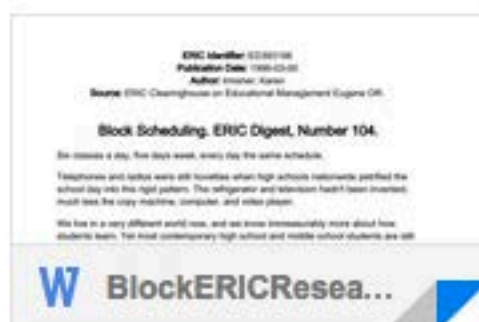 ERIC Identifier:
Publication Date: 1996-03-00
Author: Irmsher, Karen
Source: ERIC Clearinghouse on Educational Management Eugene OR.
Block Scheduling. ERIC Digest, Number 104.
Six classes a day, five days week, every day the same schedule.
Telephones and radios were still novelties when high schools nationwide petrified the
school day into this rigid pattern. The refrigerator and television hadn't been invented,
much less the copy machine, computer, and video player.
We live in a very different world now, and we know immeasurably more about how
students learn. Yet most contemporary high school and middle school students are still
W BlockERICResea...